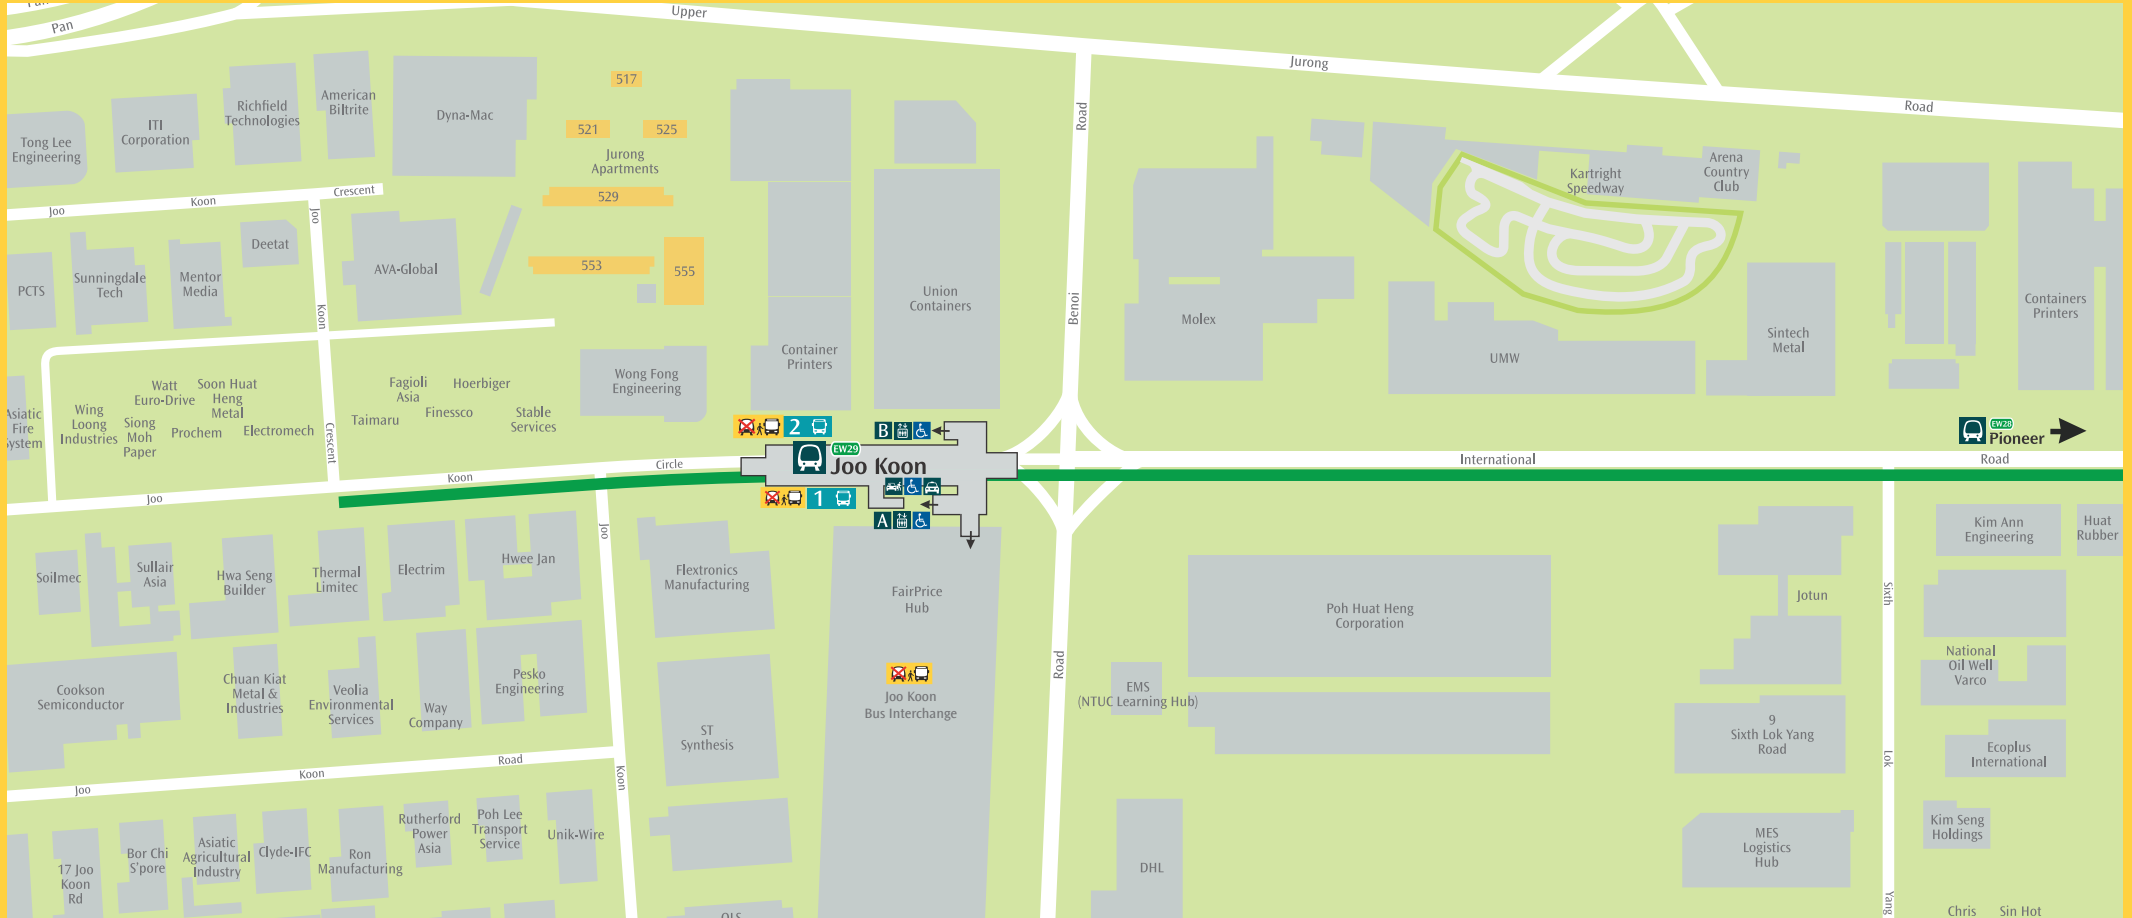 Pan
Upper
Jurong
Road
517
521
525
Jurong
Apartments
529
553
555
Tong Lee
Engineering
ITI
Corporation
Richfield
Technologies
American
Biltrite
Dyna-Mac
Joo
Koon
Crescent
Joo
Koon
Crescent
PCTS
Sunningdale
Tech
Mentor
Media
Deetat
AVA-Global
Union
Containers
Container
Printers
Wong Fong
Engineering
Road
Benoi
Molex
Kartright
Speedway
Arena
Country
Club
UMW
Sintech
Metal
Containers
Printers
Asiatic
Fire
System
Wing
Loong
Industries
Watt
Euro-Drive
Siong
Moh
Paper
Soon Huat
Heng
Metal
Prochem
Electromech
Fagioli
Asia
Hoerbiger
Taimaru
Finessco
Stable
Services
2
B
EW29
Joo Koon
1
A
EW28
Pioneer
Joo
Koon
Circle
International
Road
Soilmec
Sullair
Asia
Hwa Seng
Builder
Thermal
Limitec
Electrim
Hwee Jan
Joo
Koon
Flextronics
Manufacturing
FairPrice
Hub
Joo Koon
Bus Interchange
Road
Poh Huat Heng
Corporation
EMS
(NTUC Learning Hub)
Jotun
Sixth
Lok
Yang
Kim Ann
Engineering
Huat
Rubber
National
Oil Well
Varco
9
Sixth Lok Yang
Road
Ecoplus
International
Cookson
Semiconductor
Chuan Kiat
Metal &
Industries
Veolia
Environmental
Services
Way
Company
Pesko
Engineering
ST
Synthesis
Joo
Koon
Road
17 Joo
Koon
Rd
Bor Chi
S'pore
Asiatic
Agricultural
Industry
Clyde-IFC
Ron
Manufacturing
Rutherford
Power
Asia
Poh Lee
Transport
Service
Unik-Wire
DHL
MES
Logistics
Hub
Kim Seng
Holdings
Chris
Sin Hot